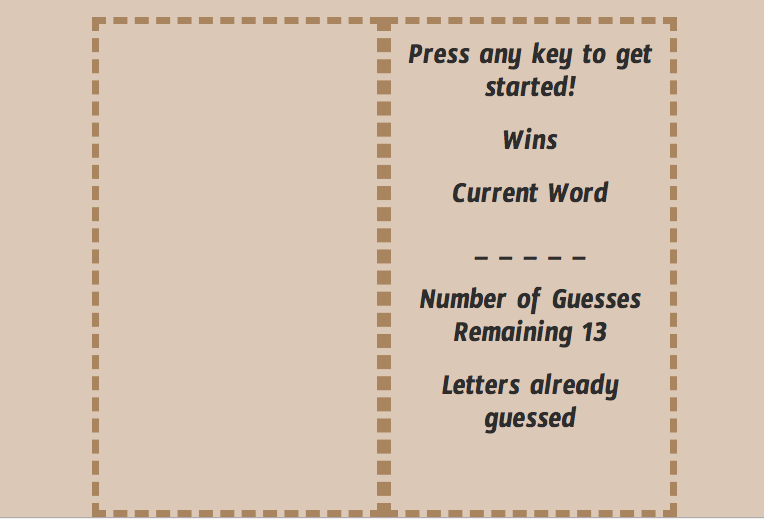 Press any key to get
started!
Wins
Current Word
_ _ _ _ _
Number of Guesses
Remaining 13
Letters already
guessed